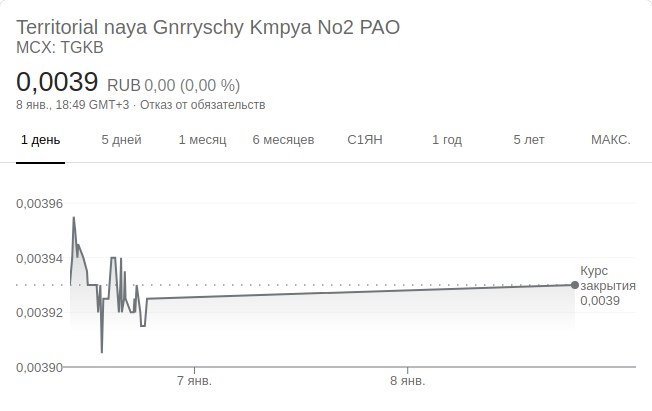 Territorial naya Gnrryschy Kmpya No2 PAO
MCX: TGKB
0,0039 RUB 0,00 (0,00 %)
8 янв., 18:49 GMT+3 · Отказ от обязательств
1 день 5 дней 1 месяц 6 месяцев С1ЯН 1 год 5 лет МАКС.
0,00396
0,00394
Курс
закрытия
0,0039
0,00392
0,00390
7 янв. 8 янв.